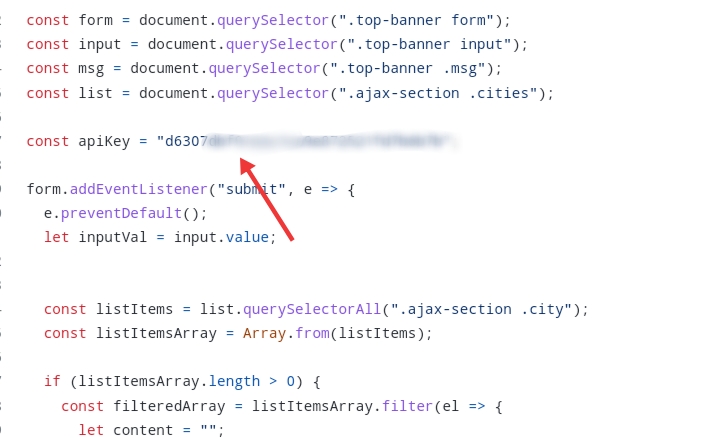 const form = document.querySelector(".top-banner form");
const input = document.querySelector(".top-banner input");
const msg = document.querySelector(".top-banner .msg");
const list = document.querySelector(".ajax-section .cities");
const apiKey = "d6307
form.addEventListener("submit", e => {
e.preventDefault();
let inputVal = input.value;
const listItems = list.querySelectorAll(".ajax-section .city");
const listItemsArray = Array.from(listItems);
if (listItemsArray.length > 0) {
const filteredArray = listItemsArray.filter(el => {
let content = "";